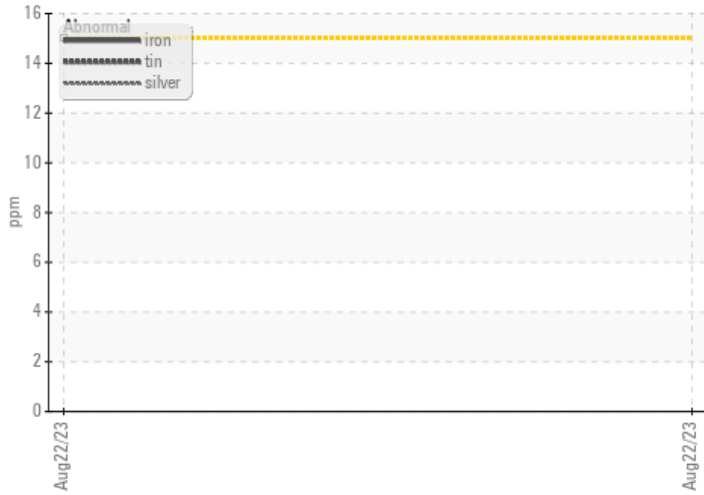 16
Abnormal
iron
tin
silver
14
12
10
8
6
4
2
0
ppm
Aug22/23
Aug22/23